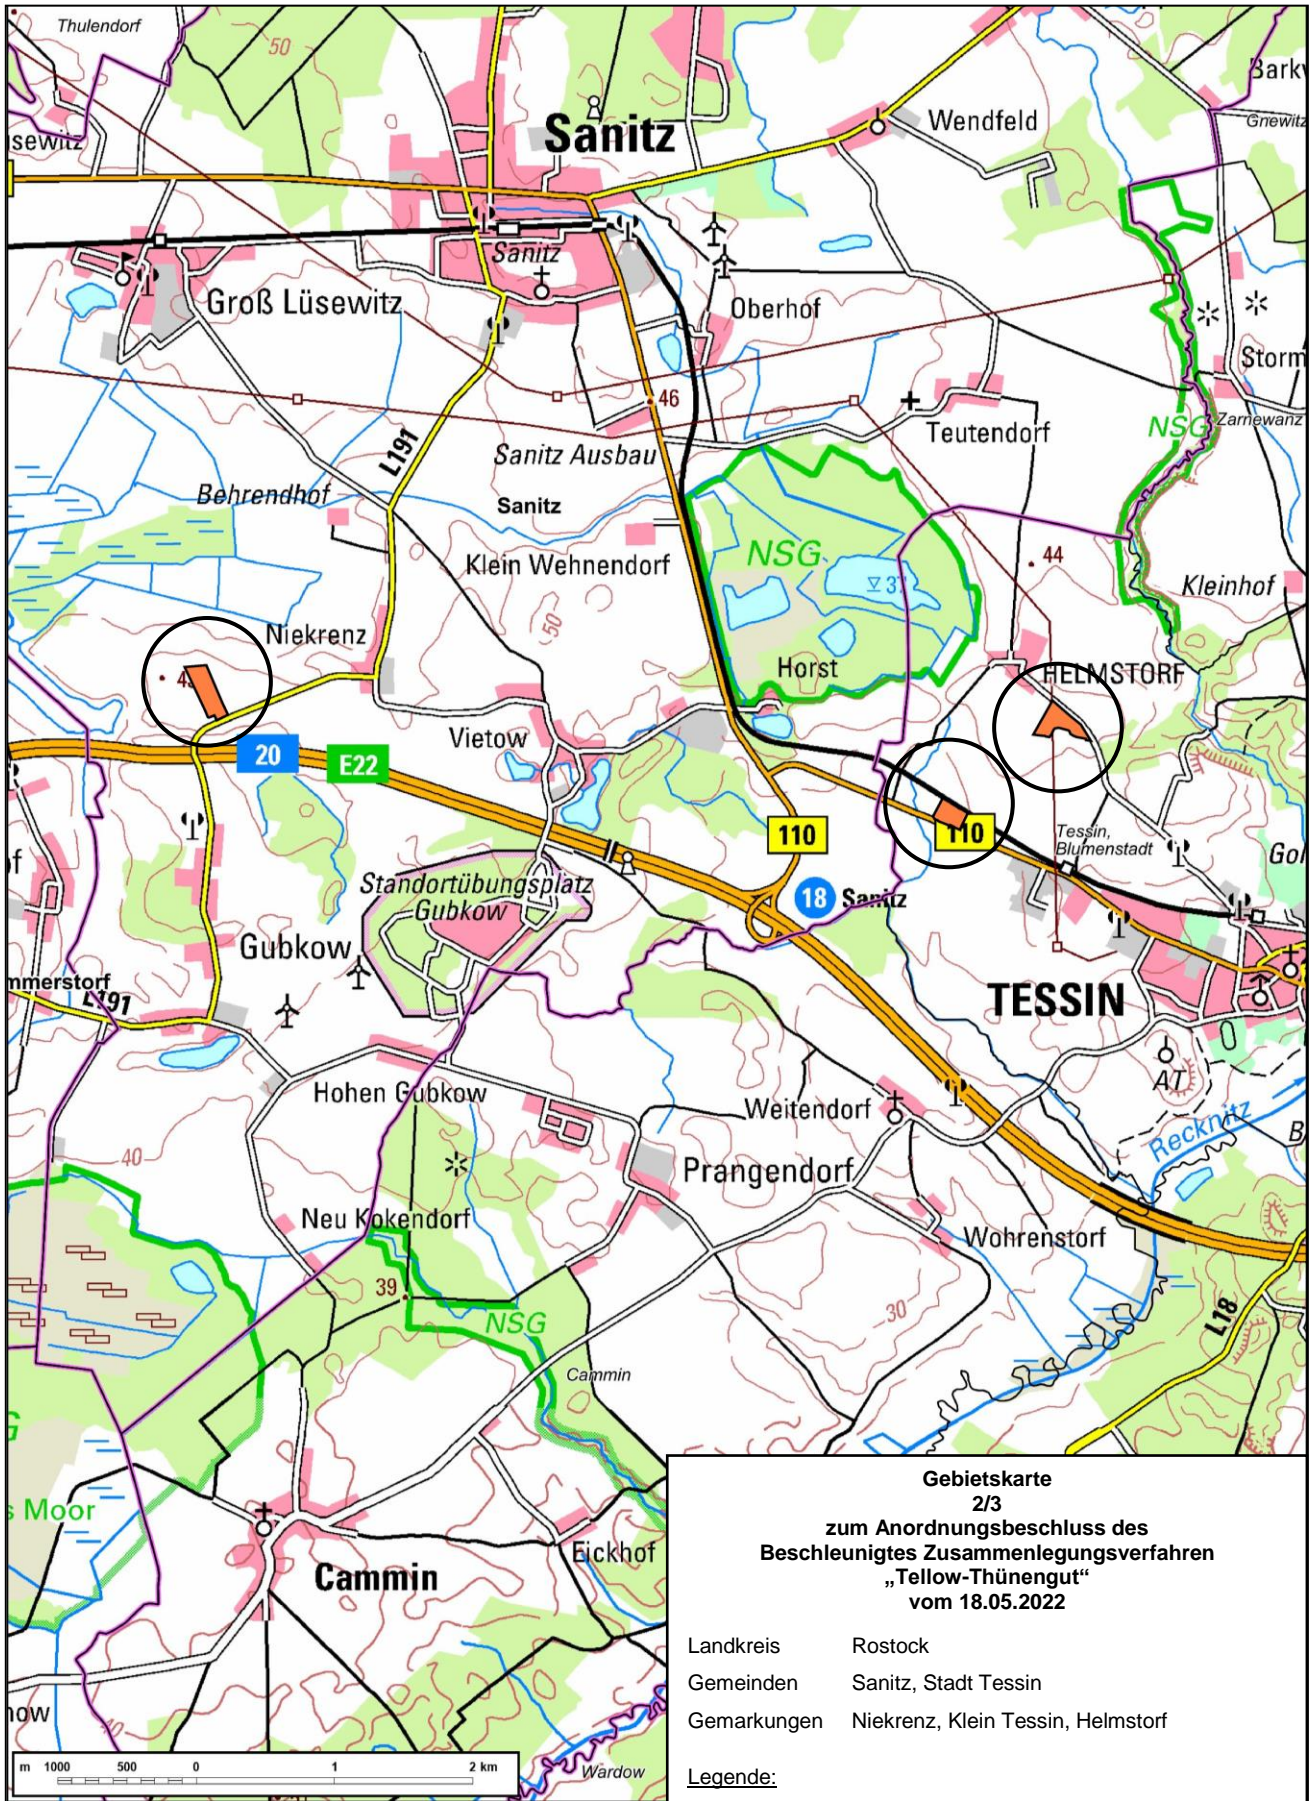 Thulendorf
50
Sanitz
Wendfeld
Bark
Gnewitz
isewitz
Sanitz
Groß Lüsewitz
Oberhof
Storm
46
Teutendorf
NSG
Zarnewanz
L191
Sanitz Ausbau
Behrendhof
Sanitz
Klein Wehnendorf
NSG
37
44
Kleinhof
50
Niekrenz
Horst
HELMSTORF
Vietow
20
E22
110
110
Tessin,
Blumenstadt
Gol
of
Standortübungsplatz
Gubkow
18 Sanitz
Gubkow
mmerstorf
L191
TESSIN
AT
Hohen Gubkow
Weitendorf
Recknitz
B
40
Prangendorf
Neu Kokendorf
Wohrenstorf
39
NSG
30
L18
Cammin
G
s Moor
Eickhof
Cammin
now
40
Wardow
m 1000 500 0 1 2 km
Gebietskarte
2/3
zum Anordnungsbeschluss des
Beschleunigtes Zusammenlegungsverfahren
„Tellow-Thünengut“
vom 18.05.2022
Landkreis Rostock
Gemeinden Sanitz, Stadt Tessin
Gemarkungen Niekrenz, Klein Tessin, Helmstorf
Legende: